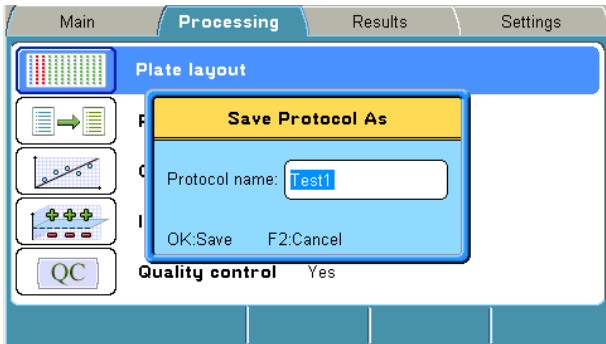 Main Processing Results Settings
Plate layout
Save Protocol As
Protocol name: Test1
OK:Save F2:Cancel
QC Quality control Yes